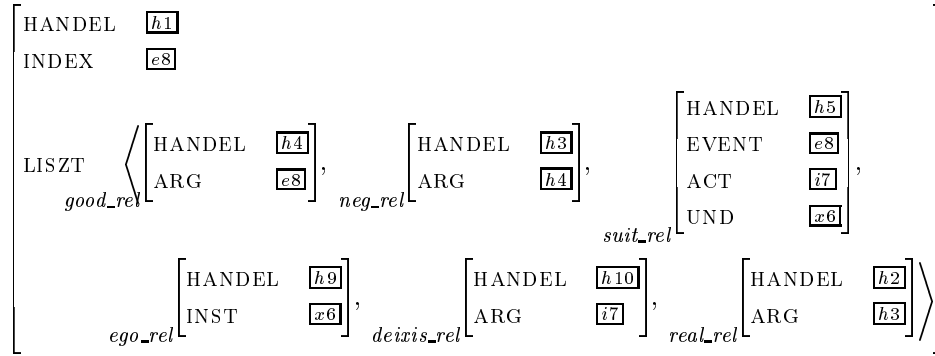 HANDEL h1
INDEX e8
LISZT ⟨ good_rel [HANDEL h4, ARG e8], neg_rel [HANDEL h3, ARG h4], suit_rel [HANDEL h5, EVENT e8, ACT i7, UND x6],
ego_rel [HANDEL h9, INST x6], deixis_rel [HANDEL h10, ARG i7], real_rel [HANDEL h2, ARG h3] ⟩